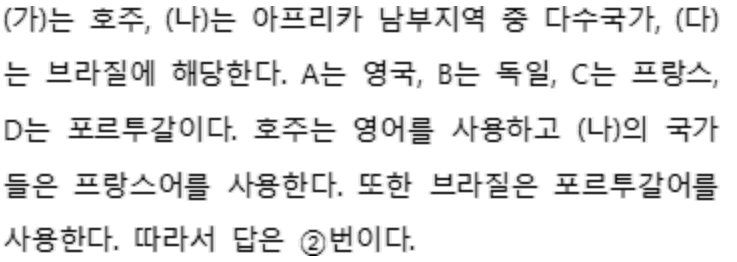 (가)는 호주, (나)는 아프리카 남부지역 중 다수국가, (다)
는 브라질에 해당한다. A는 영국, B는 독일, C는 프랑스,
D는 포르투갈이다. 호주는 영어를 사용하고 (나)의 국가
들은 프랑스어를 사용한다. 또한 브라질은 포르투갈어를
사용한다. 따라서 답은 ②번이다.